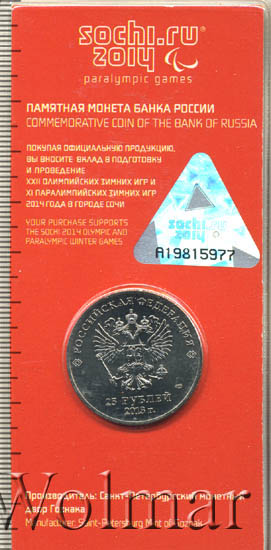 sochi.ru
2014
paralympic games
ПАМЯТНАЯ МОНЕТА БАНКА РОССИИ
COMMEMORATIVE COIN OF THE BANK OF RUSSIA
ПОКУПАЯ ОФИЦИАЛЬНУЮ ПРОДУКЦИЮ,
ВЫ ВНОСИТЕ ВКЛАД В ПОДГОТОВКУ
И ПРОВЕДЕНИЕ
XXII ОЛИМПИЙСКИХ ЗИМНИХ ИГР И
XI ПАРАЛИМПИЙСКИХ ЗИМНИХ ИГР
2014 ГОДА В ГОРОДЕ СОЧИ
YOUR PURCHASE SUPPORTS
THE SOCHI 2014 OLYMPIC AND
PARALYMPIC WINTER GAMES
sochi.ru
2014
A19815977
РОССИЙСКАЯ ФЕДЕРАЦИЯ
25 РУБЛЕЙ
2013 г.
Производитель: Санкт-Петербургский монетный
двор Гознака
Manufacturer: Saint-Petersburg Mint of Goznak
Wolmar